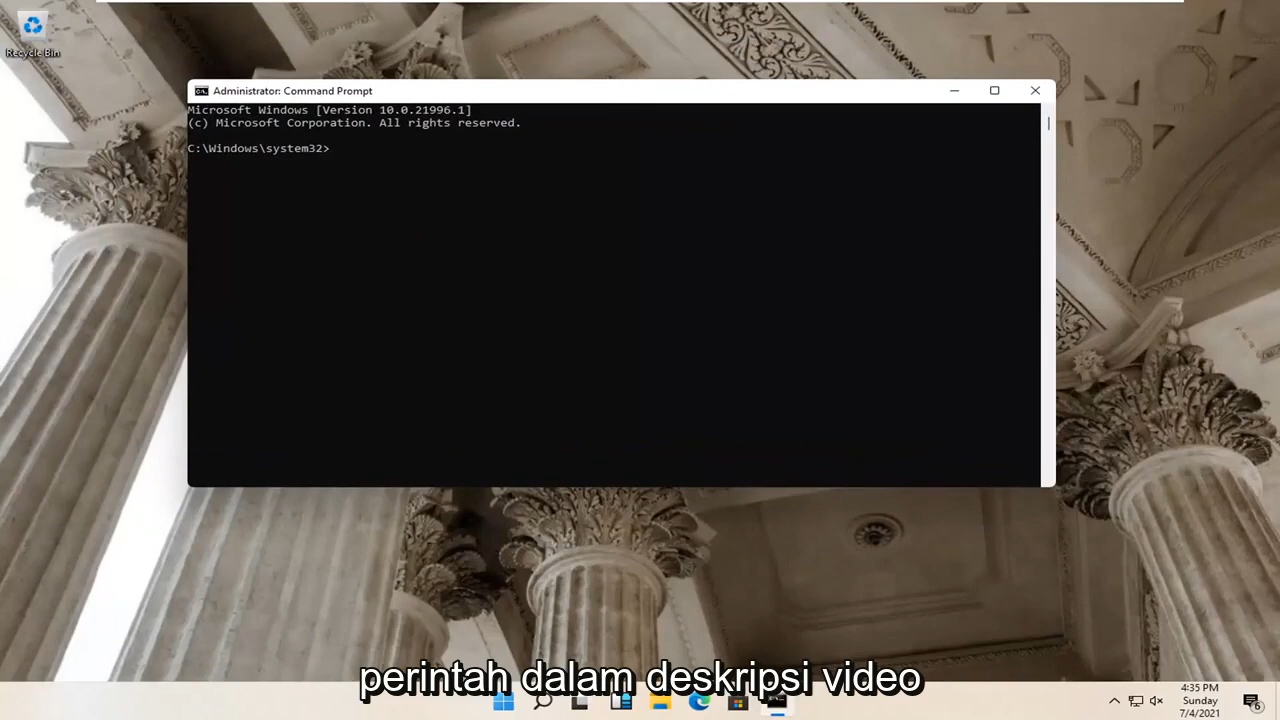 Recycle Bin
Administrator: Command Prompt
Microsoft Windows [Version 10.0.21996.1]
(c) Microsoft Corporation. All rights reserved.
C:\Windows\system32>
perintah dalam deskripsi video
4:35 PM
Sunday
7/4/2021
6